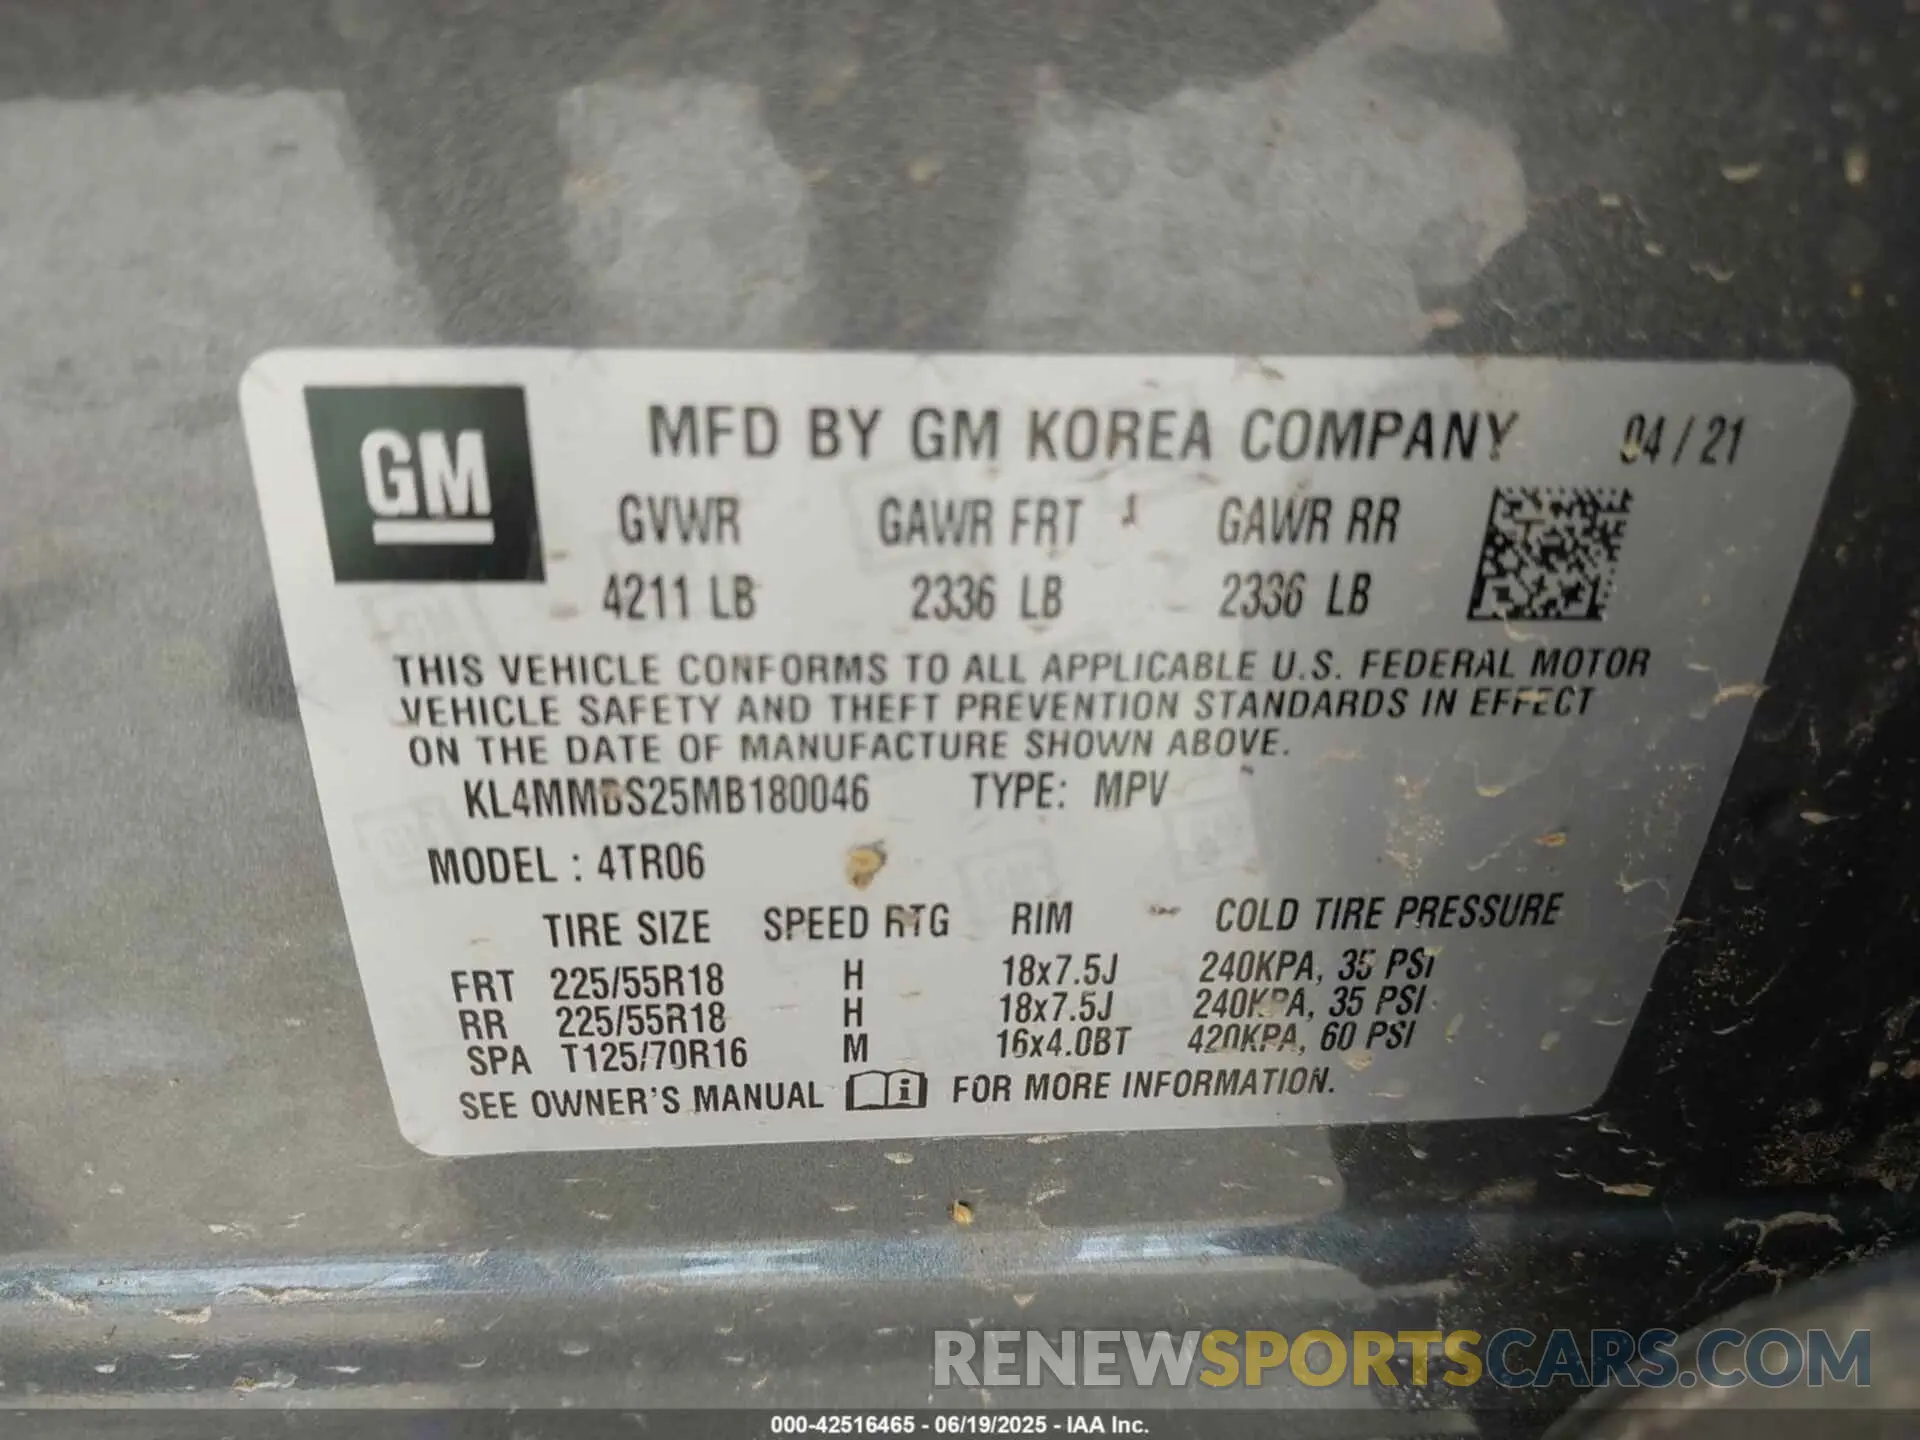 GM
MFD BY GM KOREA COMPANY 04/21
GVWR GAWR FRT GAWR RR
4211 LB 2336 LB 2336 LB
THIS VEHICLE CONFORMS TO ALL APPLICABLE U.S. FEDERAL MOTOR
VEHICLE SAFETY AND THEFT PREVENTION STANDARDS IN EFFECT
ON THE DATE OF MANUFACTURE SHOWN ABOVE.
KL4MMBS25MB180046 TYPE: MPV
MODEL : 4TR06
TIRE SIZE SPEED RTG RIM COLD TIRE PRESSURE
FRT 225/55R18 H 18x7.5J 240KPA, 35 PSI
RR 225/55R18 H 18x7.5J 240KPA, 35 PSI
SPA T125/70R16 M 16x4.0BT 420KPA, 60 PSI
SEE OWNER'S MANUAL i FOR MORE INFORMATION.
RENEWSPORTSCARS.COM
000-42516465 - 06/19/2025 - IAA Inc.